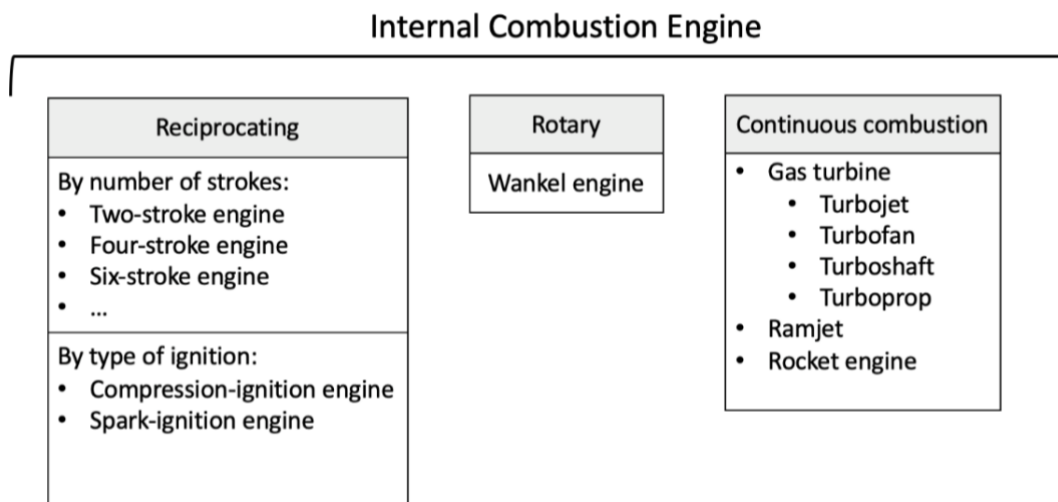 Internal Combustion Engine
Reciprocating
By number of strokes:
• Two-stroke engine
• Four-stroke engine
• Six-stroke engine
• ...
By type of ignition:
• Compression-ignition engine
• Spark-ignition engine
Rotary
Wankel engine
Continuous combustion
• Gas turbine
• Turbojet
• Turbofan
• Turboshaft
• Turboprop
• Ramjet
• Rocket engine